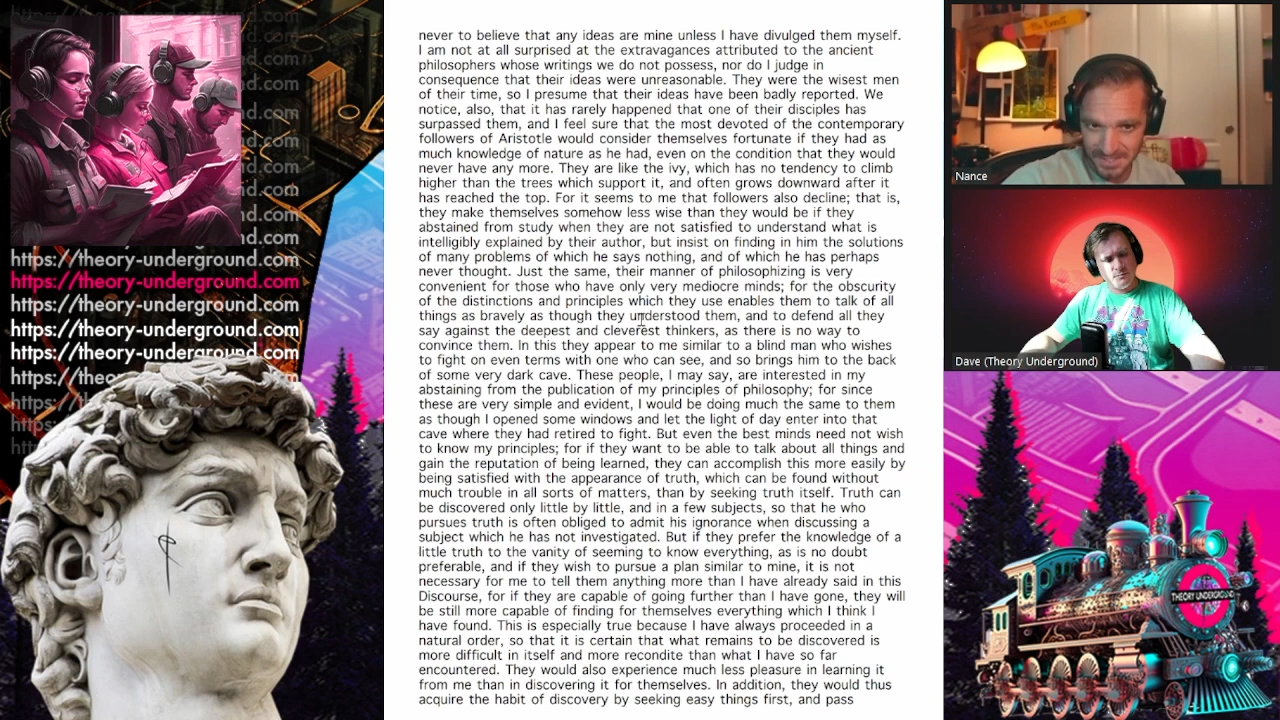 https://theory-underground.com
nd.com
nd.com
nd.com
nd.com
nd.com
nd.com
nd.com
nd.com
nd.com
https://theory-underground.com
https://theory-underground.com
https://theory-underground.com
https://theory-underground.com
https://theory-underground.com
https://theo
https://theo
https://t
https:/
never to believe that any ideas are mine unless I have divulged them myself.
I am not at all surprised at the extravagances attributed to the ancient
philosophers whose writings we do not possess, nor do I judge in
consequence that their ideas were unreasonable. They were the wisest men
of their time, so I presume that their ideas have been badly reported. We
notice, also, that it has rarely happened that one of their disciples has
surpassed them, and I feel sure that the most devoted of the contemporary
followers of Aristotle would consider themselves fortunate if they had as
much knowledge of nature as he had, even on the condition that they would
never have any more. They are like the ivy, which has no tendency to climb
higher than the trees which support it, and often grows downward after it
has reached the top. For it seems to me that followers also decline; that is,
they make themselves somehow less wise than they would be if they
abstained from study when they are not satisfied to understand what is
intelligibly explained by their author, but insist on finding in him the solutions
of many problems of which he says nothing, and of which he has perhaps
never thought. Just the same, their manner of philosophizing is very
convenient for those who have only very mediocre minds; for the obscurity
of the distinctions and principles which they use enables them to talk of all
things as bravely as though they understood them, and to defend all they
say against the deepest and cleverest thinkers, as there is no way to
convince them. In this they appear to me similar to a blind man who wishes
to tight on even terms with one who can see, and so brings him to the back
of some very dark cave. These people, I may say, are interested in my
abstaining from the publication of my principles of philosophy; for since
these are very simple and evident, I would be doing much the same to them
as though I opened some windows and let the light of day enter into that
cave where they had retired to fight. But even the best minds need not wish
to know my principles; for if they want to be able to talk about all things and
gain the reputation of being learned, they can accomplish this more easily by
being satisfied with the appearance of truth, which can be found without
much trouble in all sorts of matters, than by seeking truth itself. Truth can
be discovered only little by little, and in a few subjects, so that he who
pursues truth is often obliged to admit his ignorance when discussing a
subject which he has not investigated. But if they prefer the knowledge of a
little truth to the vanity of seeming to know everything, as is no doubt
preferable, and if they wish to pursue a plan similar to mine, it is not
necessary for me to tell them anything more than I have already said in this
Discourse, for if they are capable of going further than I have gone, they will
be still more capable of finding for themselves everything which I think I
have found. This is especially true because I have always proceeded in a
natural order, so that it is certain that what remains to be discovered is
more difficult in itself and more recondite than what I have so far
encountered. They would also experience much less pleasure in learning it
from me than in discovering it for themselves. In addition, they would thus
acquire the habit of discovery by seeking easy things first, and pass
Nance
Dave (Theory Underground)
THEORY UNDERGROUND